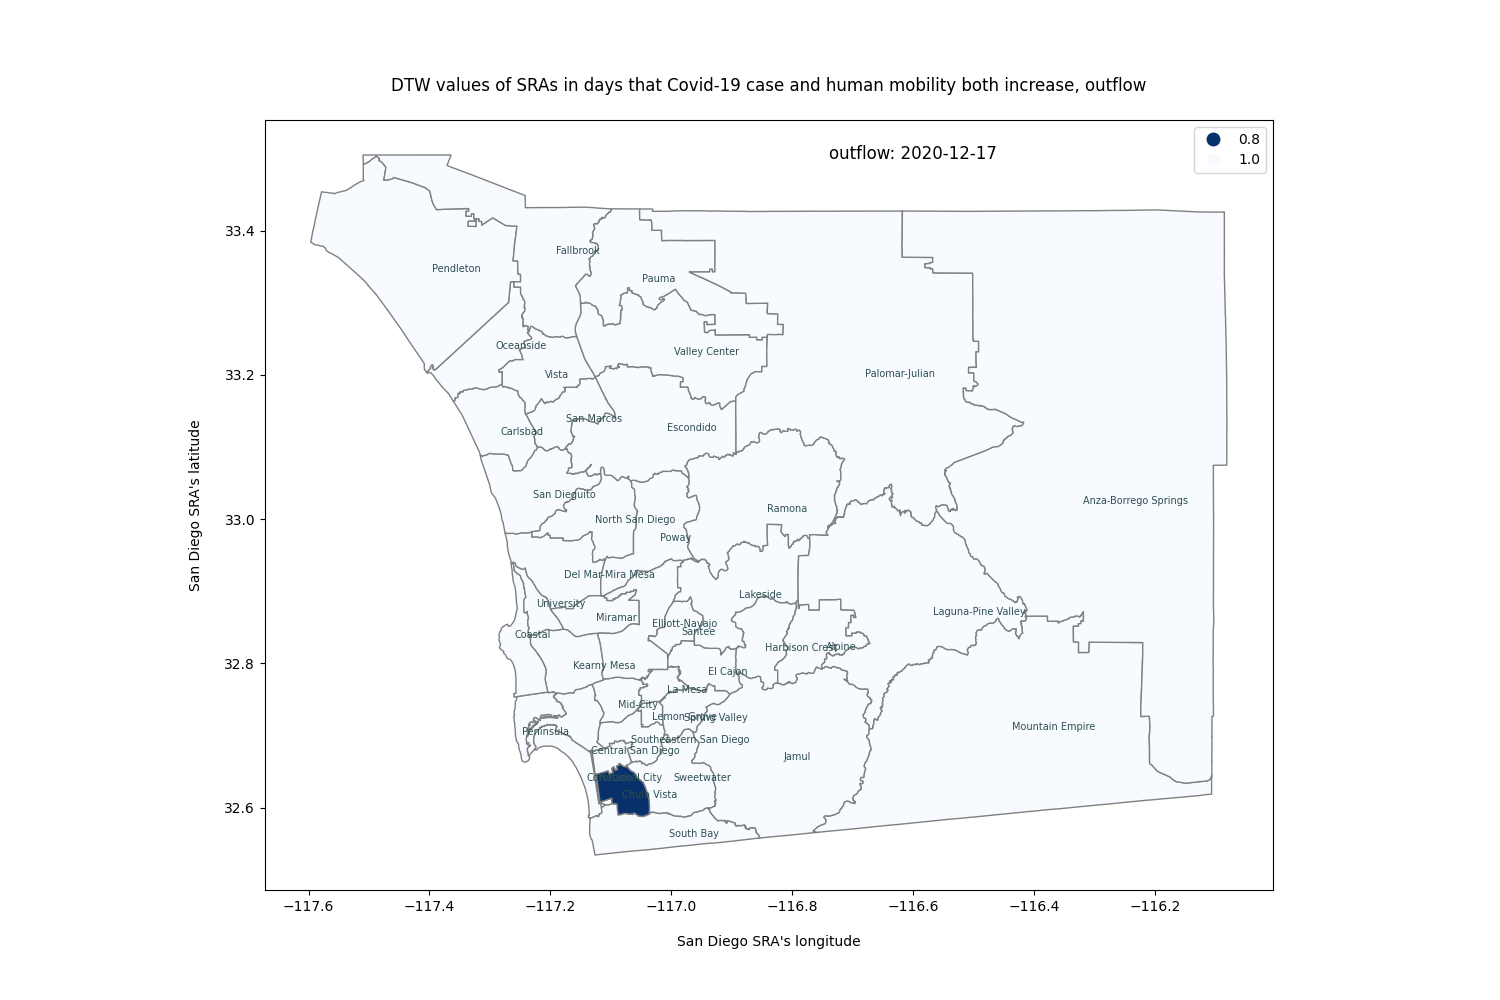 DTW values of SRAs in days that Covid-19 case and human mobility both increase, outflow
outflow: 2020-12-17
0.8
1.0
San Diego SRA's latitude
33.4
33.2
33.0
32.8
32.6
Fallbrook
Pendleton
Pauma
Oceanside
Valley Center
Vista
Palomar-Julian
San Marcos
Carlsbad
Escondido
San Dieguito
Anza-Borrego Springs
Ramona
North San Diego
Poway
Del Mar-Mira Mesa
Lakeside
University
Laguna-Pine Valley
Miramar
Elliott-Navajo
Santee
Coastal
Harbison Crest
Alpine
Kearny Mesa
El Cajon
La Mesa
Mid-City
Lemon Grove
Spring Valley
Mountain Empire
Peninsula
Southeastern San Diego
Central San Diego
Jamul
City
Sweetwater
Chula Vista
South Bay
−117.6
−117.4
−117.2
−117.0
−116.8
−116.6
−116.4
−116.2
San Diego SRA's longitude